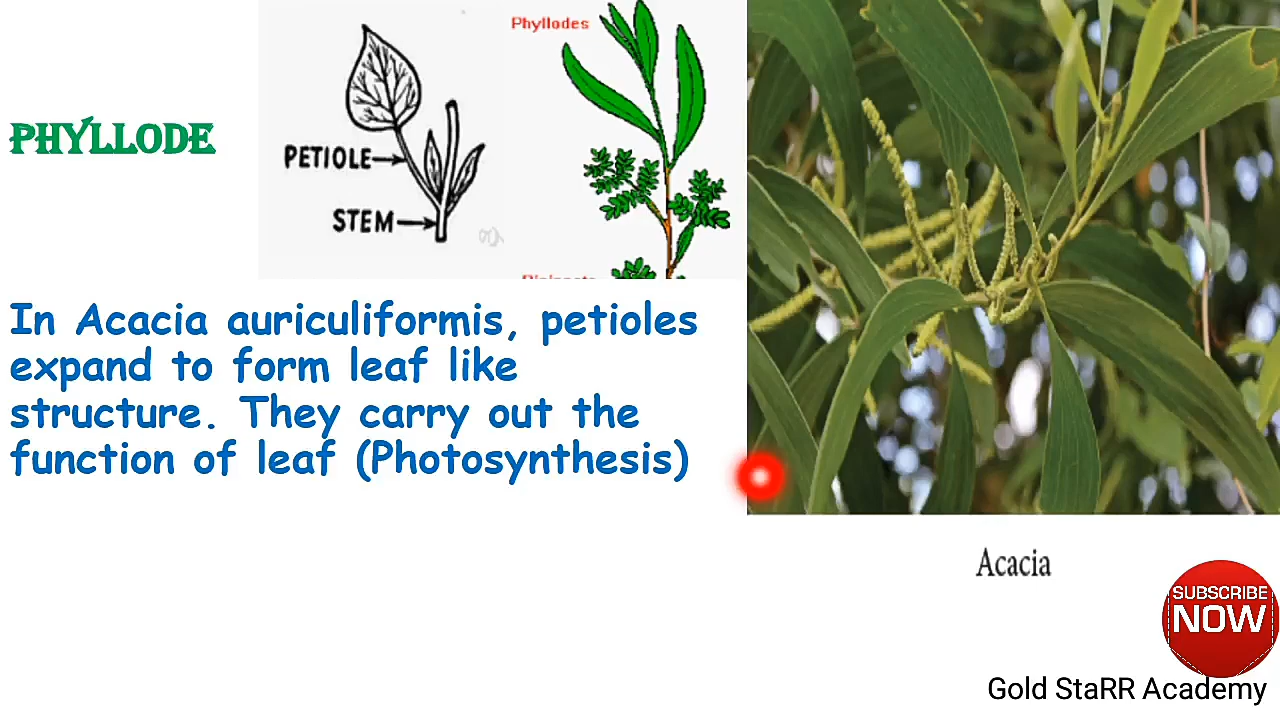 PHYLLODE
PETIOLE
STEM
Phyllodes
In Acacia auriculiformis, petioles
expand to form leaf like
structure. They carry out the
function of leaf (Photosynthesis)
Acacia
SUBSCRIBE
NOW
Gold StaRR Academy